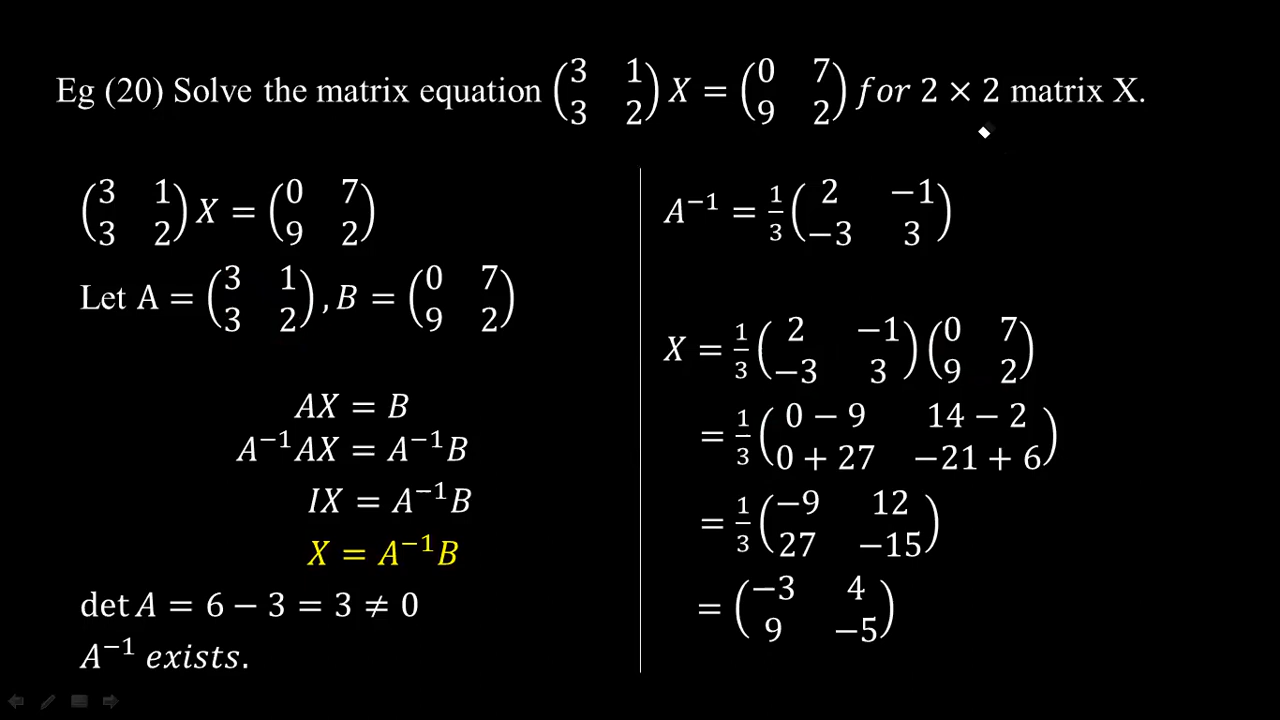 Eg (20) Solve the matrix equation (3 1 3 2) X = (0 7 9 2) for 2 × 2 matrix X.
(3 1 3 2) X = (0 7 9 2)
Let A = (3 1 3 2), B = (0 7 9 2)
AX = B
A⁻¹AX = A⁻¹B
IX = A⁻¹B
X = A⁻¹B
det A = 6 − 3 = 3 ≠ 0
A⁻¹ exists.
A⁻¹ = 1/3 (2 −1 −3 3)
X = 1/3 (2 −1 −3 3)(0 7 9 2)
= 1/3 (0 − 9 14 − 2 0 + 27 −21 + 6)
= 1/3 (−9 12 27 −15)
= (−3 4 9 −5)